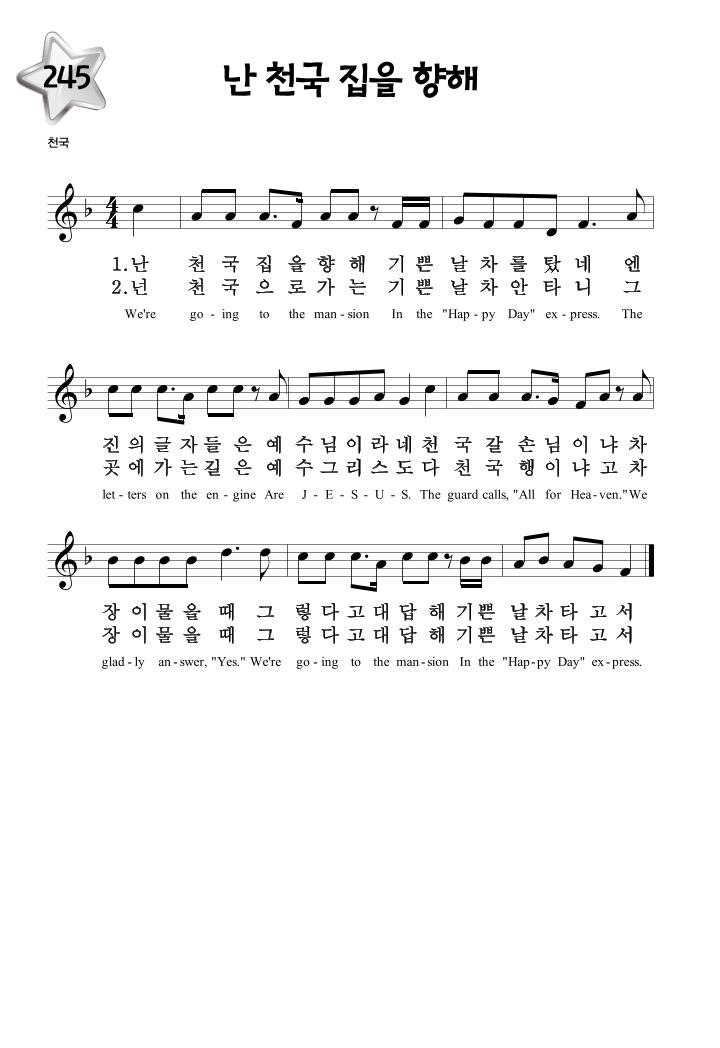 245
난 천국 집을 향해
천국
1.난 천 국 집 을 향 해 기 쁜 날 차 를 탔 네 엔
2.넌 천 국 으 로 가 는 기 쁜 날 차 안 타 니 그
We're go - ing to the man - sion In the "Hap - py Day" ex - press. The
진 의 글 자 들 은 예 수 님 이 라 네 천 국 갈 손 님 이 냐 차
곳 에 가 는 길 은 예 수 그 리 스 도 다 천 국 행 이 냐 고 차
let - ters on the en - gine Are J - E - S - U - S. The guard calls, "All for Hea - ven." We
장 이 물 을 때 그 렇 다 고 대 답 해 기 쁜 날 차 타 고 서
장 이 물 을 때 그 렇 다 고 대 답 해 기 쁜 날 차 타 고 서
glad - ly an - swer, "Yes." We're go - ing to the man - sion In the "Hap - py Day" ex - press.